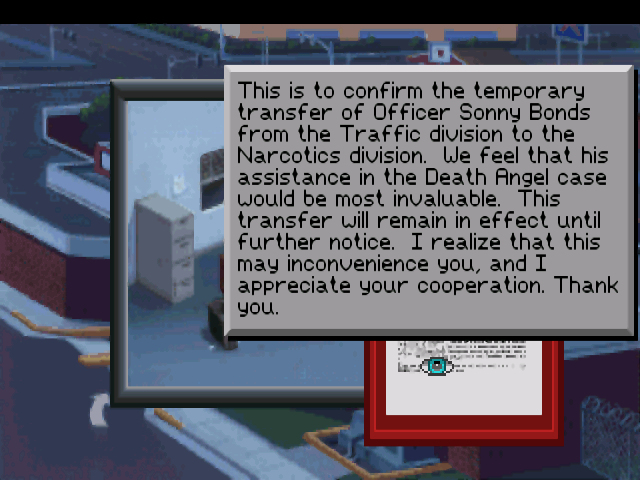 This is to confirm the temporary
transfer of Officer Sonny Bonds
from the Traffic division to the
Narcotics division.  We feel that his
assistance in the Death Angel case
would be most invaluable.  This
transfer will remain in effect until
further notice.  I realize that this
may inconvenience you, and I
appreciate your cooperation. Thank
you.